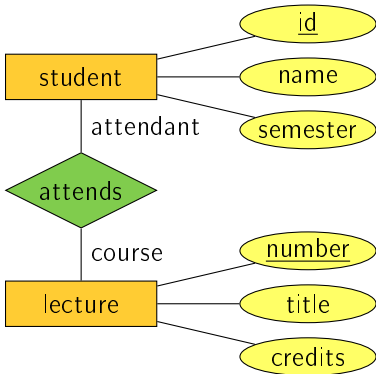 id
student
name
attendant
semester
attends
course
number
lecture
title
credits